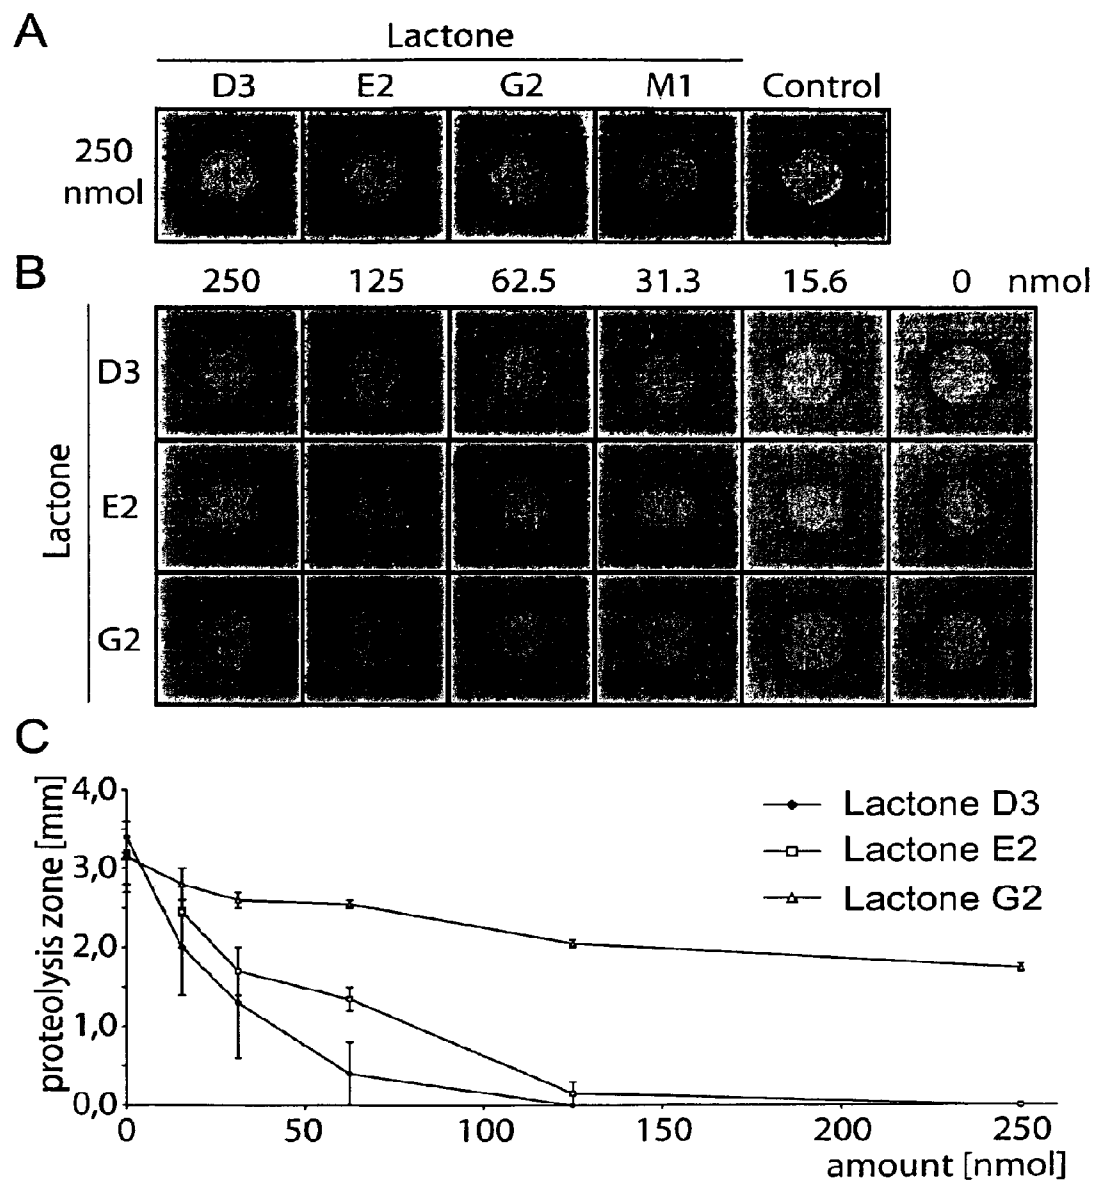 A
Lactone
D3 E2 G2 M1 Control
250
nmol
B
250 125 62.5 31.3 15.6 0 nmol
Lactone
D3
E2
G2
C
proteolysis zone [mm]
4,0
3,0
2,0
1,0
0,0
Lactone D3
Lactone E2
Lactone G2
0 50 100 150 200 250
amount [nmol]